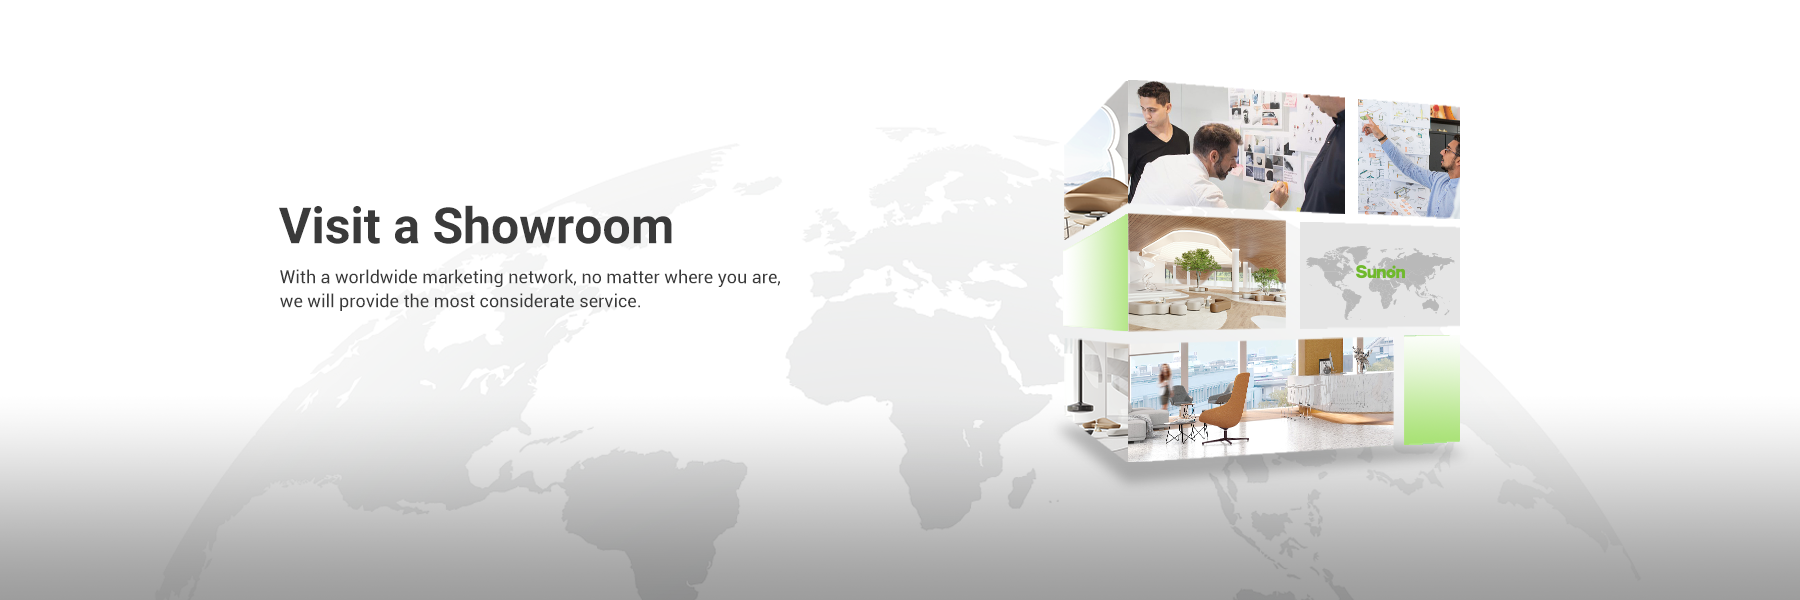 Visit a Showroom
With a worldwide marketing network, no matter where you are,
we will provide the most considerate service.
Sunon